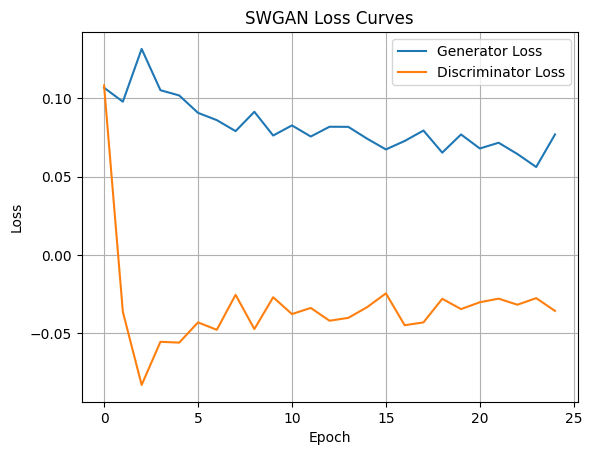 SWGAN Loss Curves
Generator Loss
Discriminator Loss
0.10
0.05
0.00
−0.05
Loss
0 5 10 15 20 25
Epoch